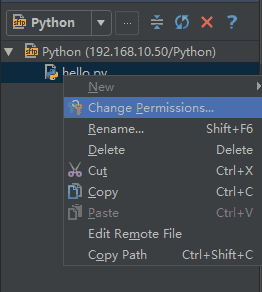 Python
...
Python (192.168.10.50/Python)
hello.py
New
Change Permissions...
Rename... Shift+F6
Delete Delete
Cut Ctrl+X
Copy Ctrl+C
Paste Ctrl+V
Edit Remote File
Copy Path Ctrl+Shift+C